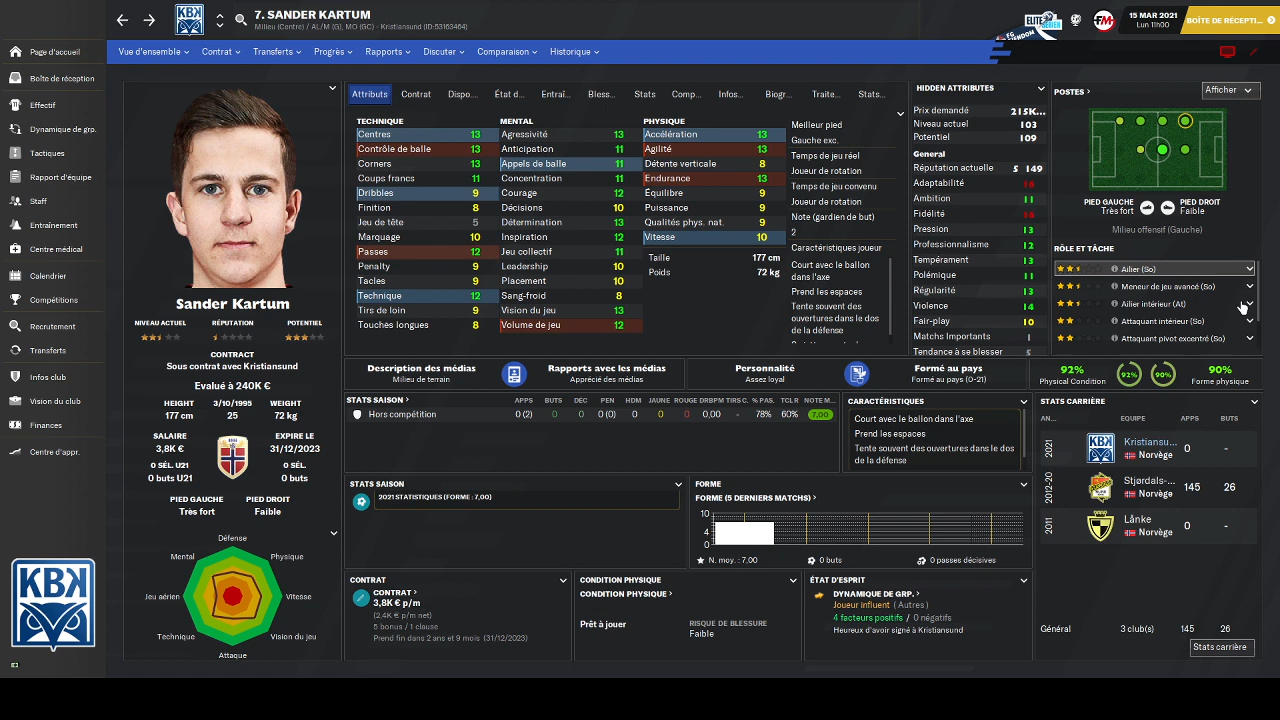 7. SANDER KARTUM
Milieu (Centre) / AL/M (G), MO (GC) - Kristiansund (ID:53163464)
15 MAR 2021
Lun 11h00
BOÎTE DE RÉCEPTI...
Vue d'ensemble
Contrat
Transferts
Progrès
Rapports
Discuter
Comparaison
Historique
Page d'accueil
Boîte de réception
Effectif
Dynamique de grp.
Tactiques
Rapport d'équipe
Staff
Entraînement
Centre médical
Calendrier
Compétitions
Recrutement
Transferts
Infos club
Vision du club
Finances
Centre d'appr.
KBK
Sander Kartum
NIVEAU ACTUEL
RÉPUTATION
POTENTIEL
CONTRACT
Sous contrat avec Kristiansund
Evalué à 240K €
HEIGHT
3/10/1995
WEIGHT
177 cm
25
72 kg
SALAIRE
3,8K €
EXPIRE LE
31/12/2023
0 SÉL. U21
0 buts U21
0 SÉL.
0 buts
PIED GAUCHE
Très fort
PIED DROIT
Faible
Défense
Mental
Physique
Jeu aérien
Vitesse
Technique
Vision du jeu
Attaque
Attributs
Contrat
Dispo...
État d...
Entraî...
Bless...
Stats
Comp...
Infos...
Biogr...
Traite...
Stats...
TECHNIQUE
Centres 13
Contrôle de balle 13
Corners 13
Coups francs 11
Dribbles 9
Finition 8
Jeu de tête 5
Marquage 10
Passes 12
Penalty 9
Tacles 9
Technique 12
Tirs de loin 9
Touches longues 8
MENTAL
Agressivité 13
Anticipation 11
Appels de balle 11
Concentration 11
Courage 12
Décisions 10
Détermination 13
Inspiration 12
Jeu collectif 11
Leadership 10
Placement 10
Sang-froid 8
Vision du jeu 13
Volume de jeu 12
PHYSIQUE
Accélération 13
Agilité 13
Détente verticale 8
Endurance 13
Équilibre 9
Puissance 9
Qualités phys. nat. 9
Vitesse 10
Taille 177 cm
Poids 72 kg
Meilleur pied
Gauche exc.
Temps de jeu réel
Joueur de rotation
Temps de jeu convenu
Joueur de rotation
Note (gardien de but)
2
Caractéristiques joueur
Court avec le ballon
dans l'axe
Prend les espaces
Tente souvent des
ouvertures dans le dos
de la défense
HIDDEN ATTRIBUTES
Prix demandé 215K...
Niveau actuel 103
Potentiel 109
General
Réputation actuelle 5 149
Adaptabilité 16
Ambition 11
Fidélité 16
Pression 13
Professionnalisme 12
Tempérament 13
Polémique 11
Régularité 13
Violence 14
Fair-play 10
Matchs Importants 1
Tendance à se blesser 5
POSTES
Afficher
PIED GAUCHE
Très fort
PIED DROIT
Faible
Milieu offensif (Gauche)
RÔLE ET TÂCHE
Ailier (So)
Meneur de jeu avancé (So)
Ailier intérieur (At)
Attaquant intérieur (So)
Attaquant pivot excentré (So)
Description des médias
Milieu de terrain
Rapports avec les médias
Apprécié des médias
Personnalité
Assez loyal
Formé au pays
Formé au pays (0-21)
92%
Physical Condition
92%
90%
90%
Forme physique
STATS SAISON
APPS BUTS DÉC PEN HDM JAUNE ROUGE DRBPM TIRS C. % PAS. TCLR NOTE M...
Hors compétition 0 (2) 0 0 0 (0) 0 0 0 0,00 - 78% 60% 7,00
CARACTÉRISTIQUES
Court avec le ballon dans l'axe
Prend les espaces
Tente souvent des ouvertures dans le dos
de la défense
STATS CARRIÈRE
AN... EQUIPE APPS BUTS
2021 Kristiansu... 0 -
Norvège
2012-20 Stjørdals-... 145 26
Norvège
2011 Lånke 0 -
Norvège
Général 3 club(s) 145 26
Stats carrière
STATS SAISON
2021 STATISTIQUES (FORME : 7,00)
FORME
FORME (5 DERNIERS MATCHS)
10
4
0
N. moy. : 7,00
0 buts
0 passes décisives
CONTRAT
CONTRAT
3,8K € p/m
(2,4K € p/m net)
5 bonus / 1 clause
Prend fin dans 2 ans et 9 mois (31/12/2023)
CONDITION PHYSIQUE
CONDITION PHYSIQUE
Prêt à jouer
RISQUE DE BLESSURE
Faible
ÉTAT D'ESPRIT
DYNAMIQUE DE GRP.
Joueur influent (Autres)
4 facteurs positifs / 0 négatifs
Heureux d'avoir signé à Kristiansund